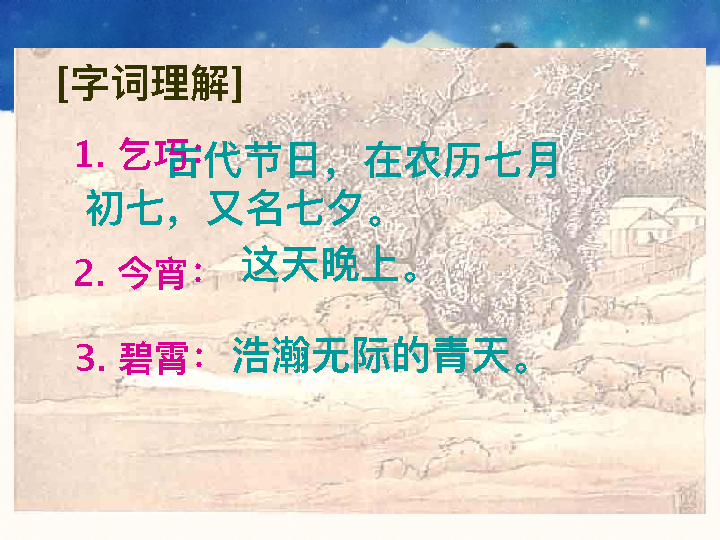 [字词理解]
1. 乞巧：古代节日，在农历七月
初七，又名七夕。
2. 今宵： 这天晚上。
3. 碧霄： 浩瀚无际的青天。